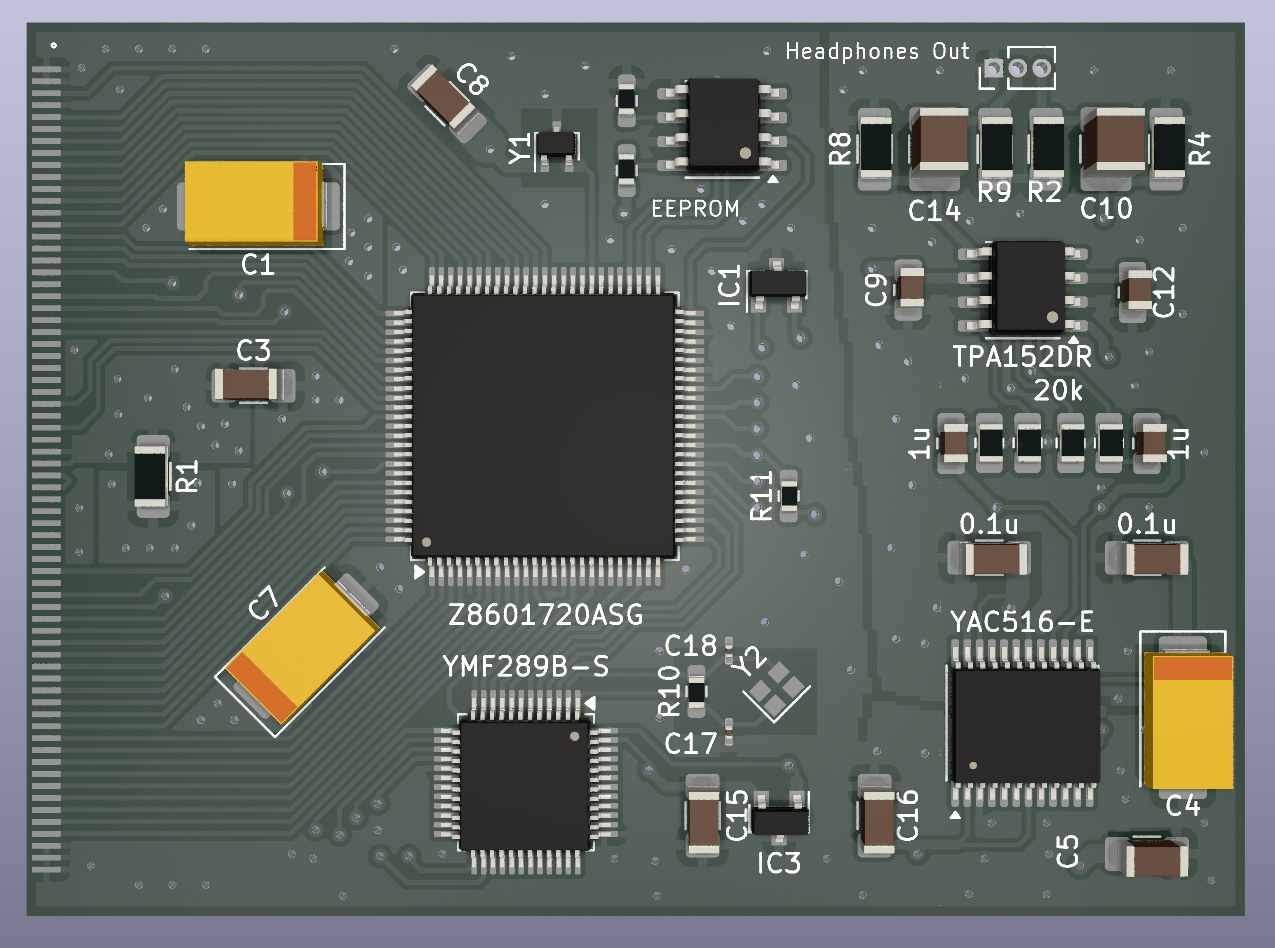 Headphones Out
C8
Y1
R8
R4
EEPROM
C14
R9
R2
C10
C1
IC1
C9
C12
TPA152DR
20k
C3
1u
1u
R1
R11
0.1u
0.1u
C7
Z8601720ASG
YAC516-E
C18
Y2
YMF289B-S
R10
C17
C15
C16
C4
IC3
C5